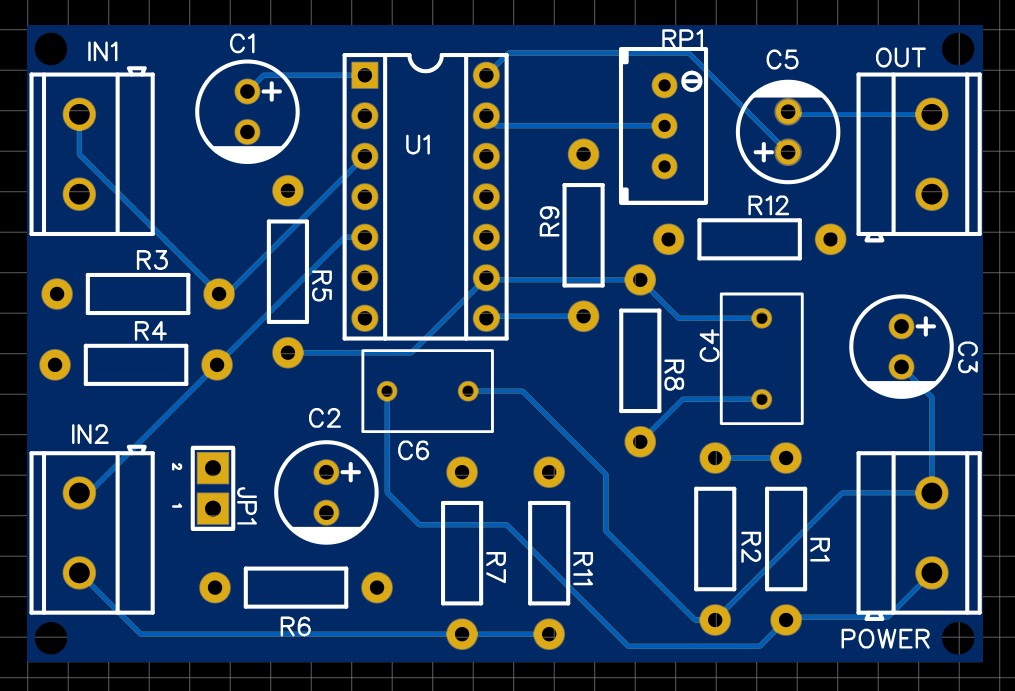 IN1
C1
RP1
C5
OUT
+
U1
+
R12
R9
R3
R5
R4
C4
+
C3
R8
C2
IN2
C6
+
2
1
JP1
R7
R11
R2
R1
R6
POWER